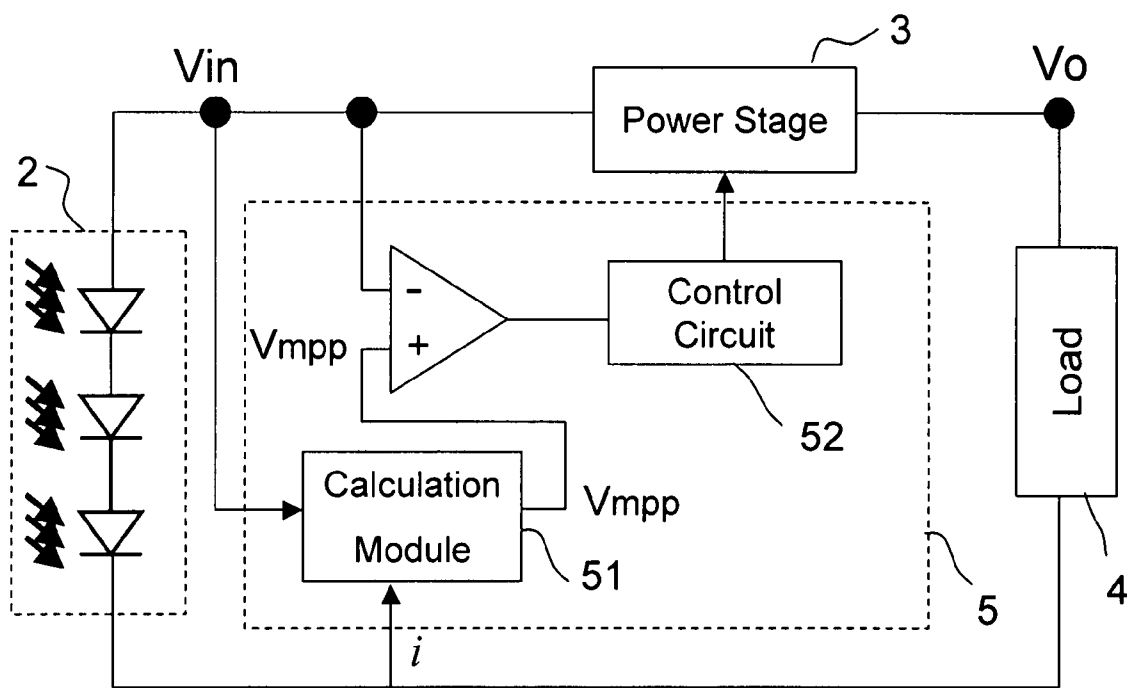 3
Vin
Vo
Power Stage
2
-
Control
Circuit
Vmpp
+
Load
52
Calculation
Module
Vmpp
51
5
4
i